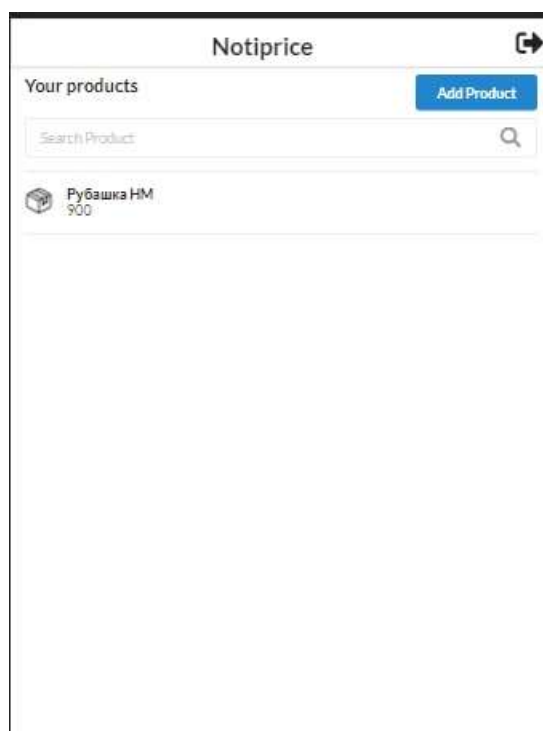 Notiprice
Your products
Add Product
Search Product
Рубашка HM
900